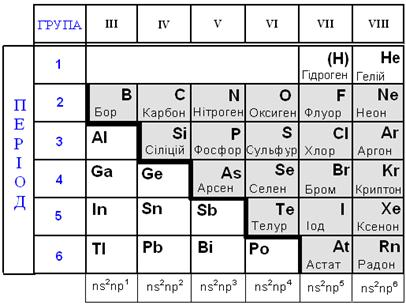 ГРУПА III IV V VI VII VIII
ПЕРІОД
1 (H) He
Гідроген Гелій
2 B C N O F Ne
Бор Карбон Нітроген Оксиген Флуор Неон
3 Al Si P S Cl Ar
Сіліцій Фосфор Сульфур Хлор Аргон
4 Ga Ge As Se Br Kr
Арсен Селен Бром Криптон
5 In Sn Sb Te I Xe
Телур Іод Ксенон
6 Tl Pb Bi Po At Rn
Астат Радон
ns²np¹ ns²np² ns²np³ ns²np⁴ ns²np⁵ ns²np⁶